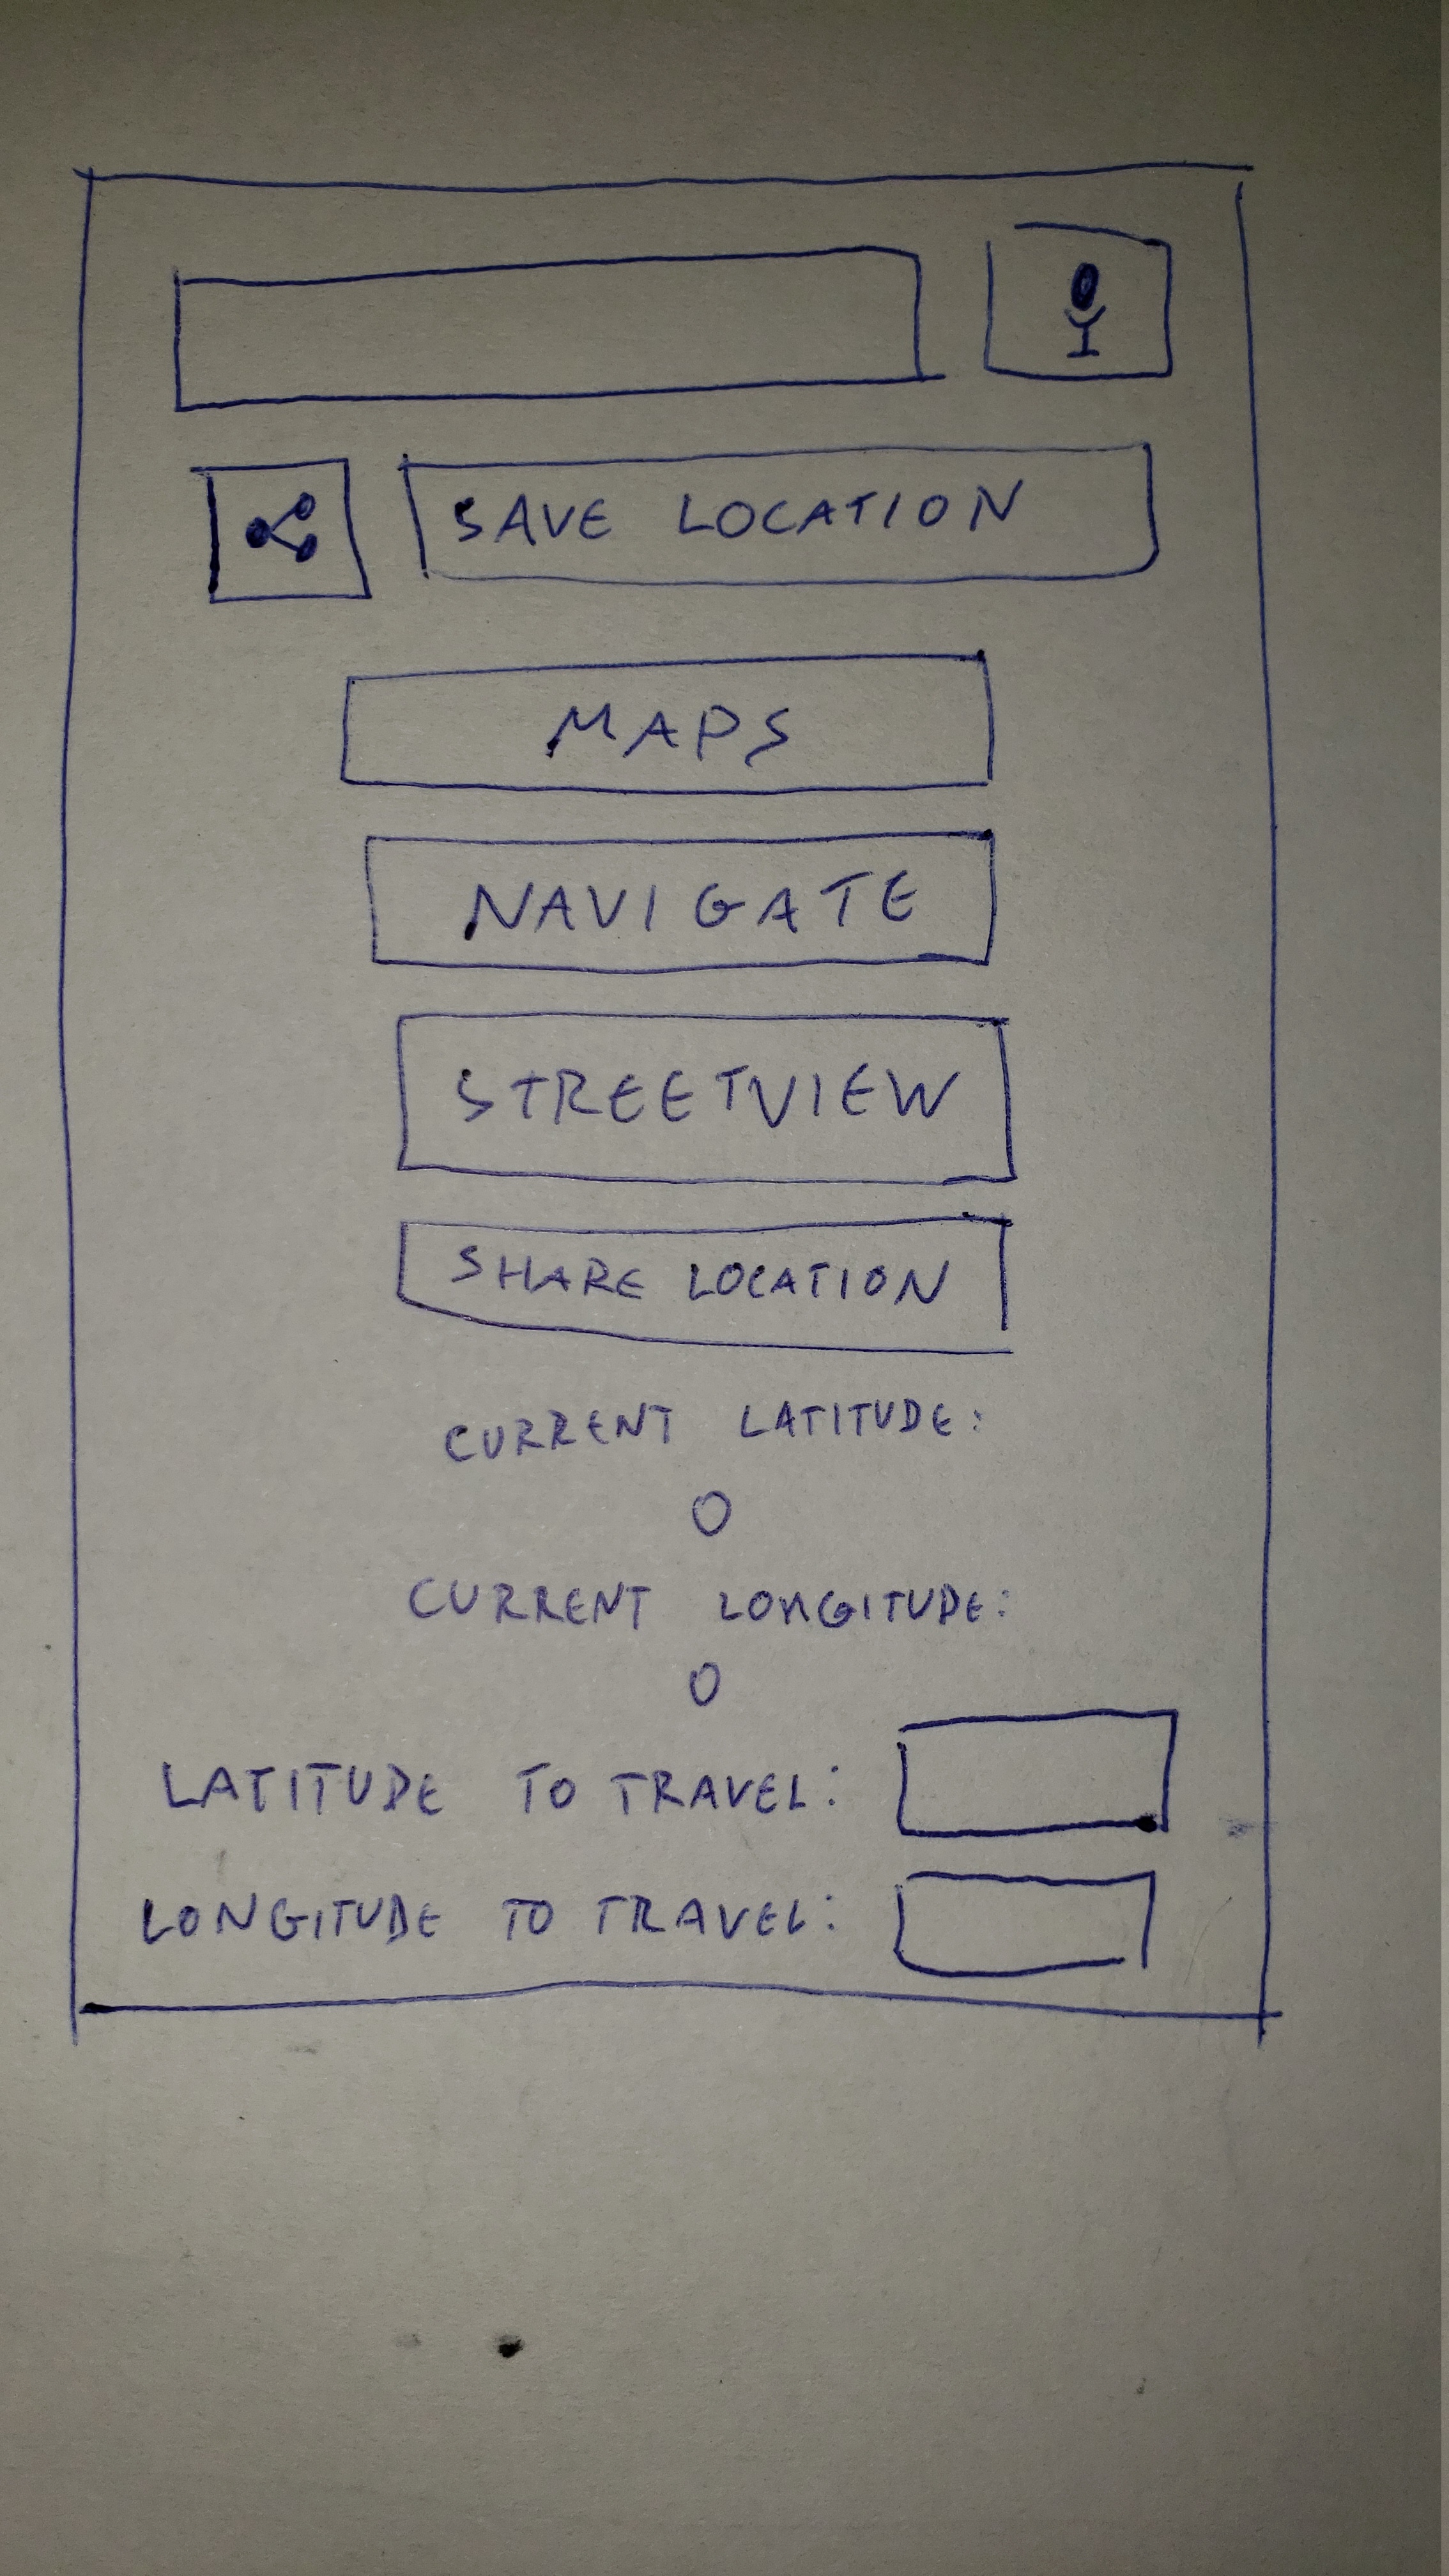 SAVE LOCATION
MAPS
NAVIGATE
STREETVIEW
SHARE LOCATION
CURRENT LATITUDE:
0
CURRENT LONGITUDE:
0
LATITUDE TO TRAVEL:
LONGITUDE TO TRAVEL: